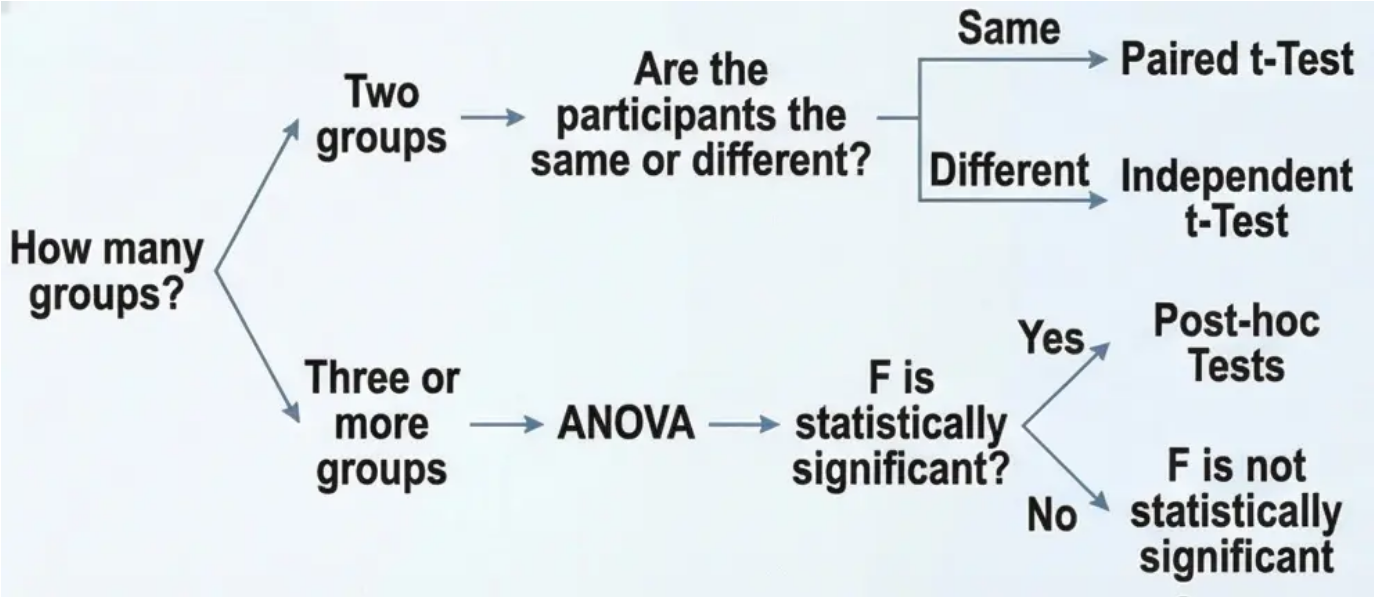 How many
groups?
Two
groups
Are the
participants the
same or different?
Same
Paired t-Test
Different
Independent
t-Test
Three or
more
groups
ANOVA
F is
statistically
significant?
Yes
Post-hoc
Tests
No
F is not
statistically
significant